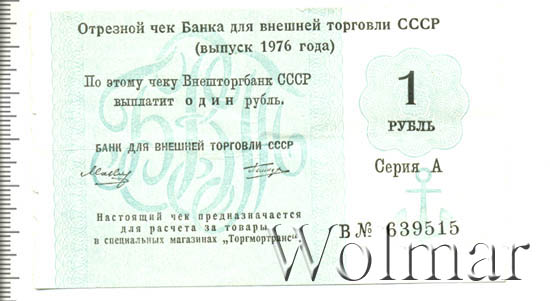 Отрезной чек Банка для внешней торговли СССР
(выпуск 1976 года)
По этому чеку Внешторгбанк СССР
выплатит один рубль.
1
РУБЛЬ
БАНК ДЛЯ ВНЕШНЕЙ ТОРГОВЛИ СССР
Серия А
Настоящий чек предназначается
для расчета за товары
в специальных магазинах „Торгмортранс".
В № 639515
Wolmar